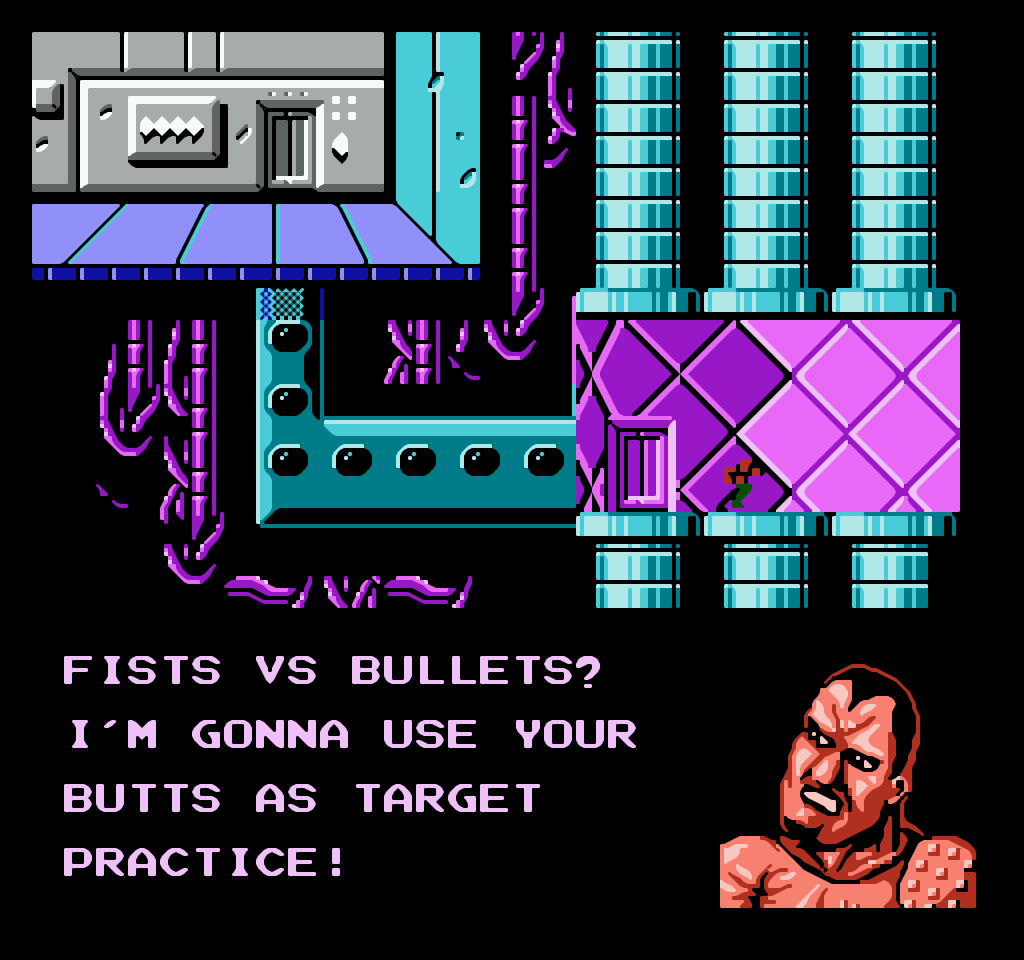 FISTS VS BULLETS?
I'M GONNA USE YOUR
BUTTS AS TARGET
PRACTICE!